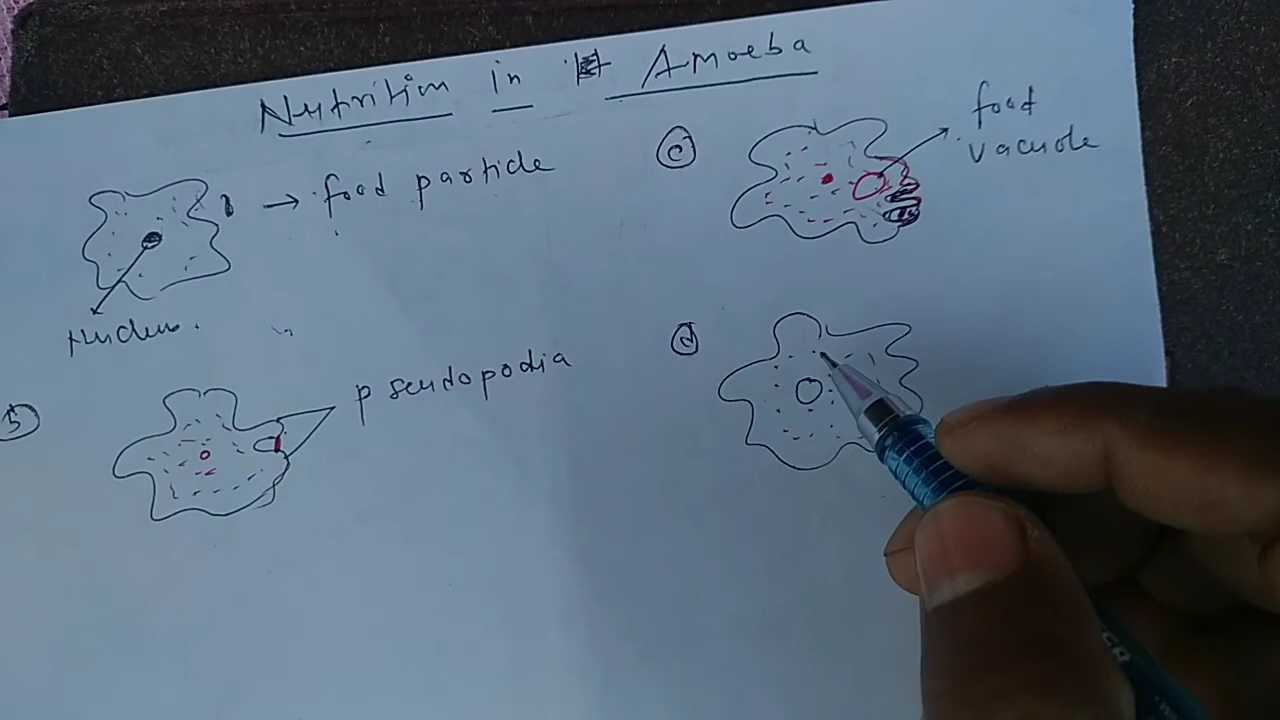 Nutrition in Amoeba
→ food particle
Nucleus.
b
pseudopodia
c
food
vacuole
d